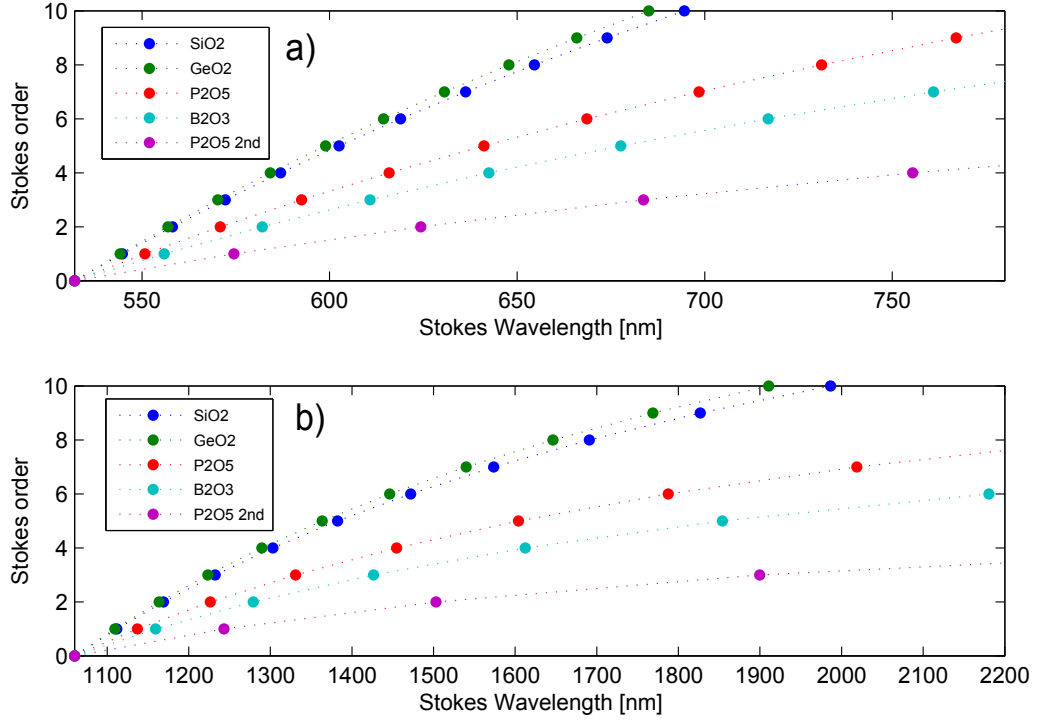 10
8
6
4
2
0
Stokes order
SiO2
GeO2
P2O5
B2O3
P2O5 2nd
a)
550
600
650
700
750
Stokes Wavelength [nm]
10
8
6
4
2
0
Stokes order
SiO2
GeO2
P2O5
B2O3
P2O5 2nd
b)
1100
1200
1300
1400
1500
1600
1700
1800
1900
2000
2100
2200
Stokes Wavelength [nm]